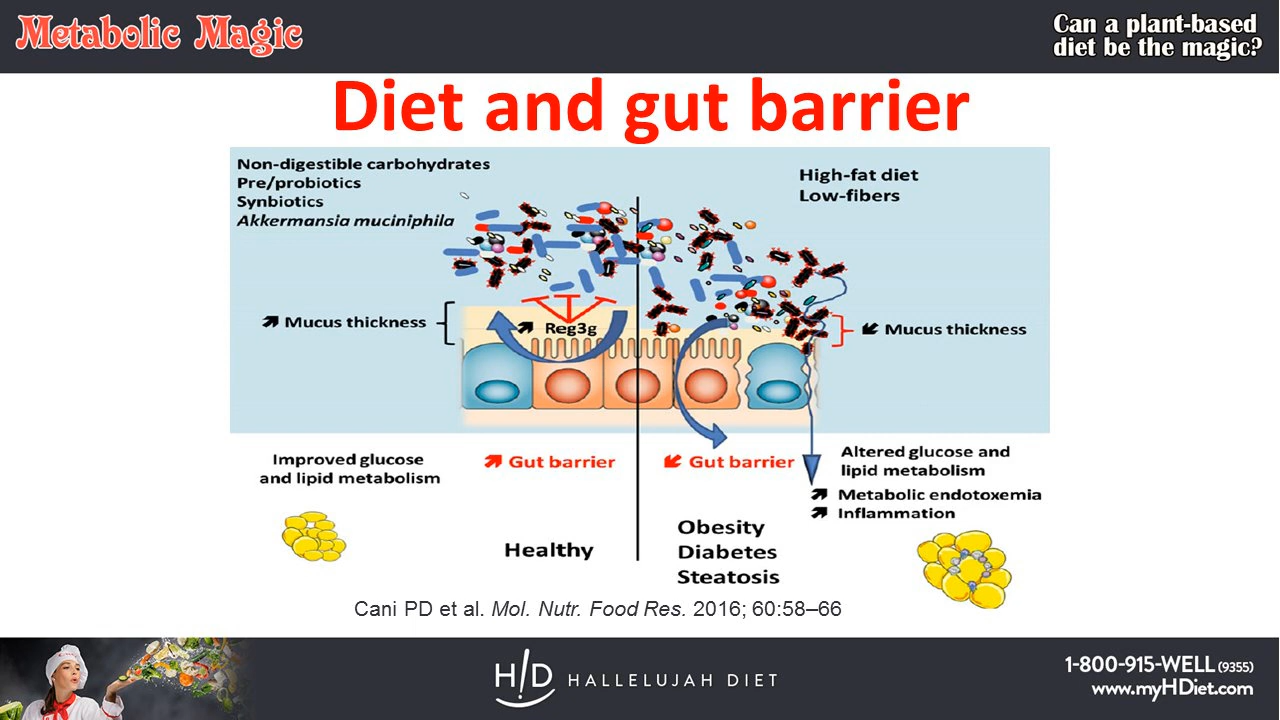 Metabolic Magic
Can a plant-based
diet be the magic?
Diet and gut barrier
Non-digestible carbohydrates
Pre/probiotics
Synbiotics
Akkermansia muciniphila
High-fat diet
Low-fibers
Mucus thickness
Reg3g
Mucus thickness
Improved glucose
and lipid metabolism
Gut barrier
Gut barrier
Altered glucose and
lipid metabolism
Metabolic endotoxemia
Inflammation
Healthy
Obesity
Diabetes
Steatosis
Cani PD et al. Mol. Nutr. Food Res. 2016; 60:58–66
H!D HALLELUJAH DIET
1-800-915-WELL (9355)
www.myHDiet.com